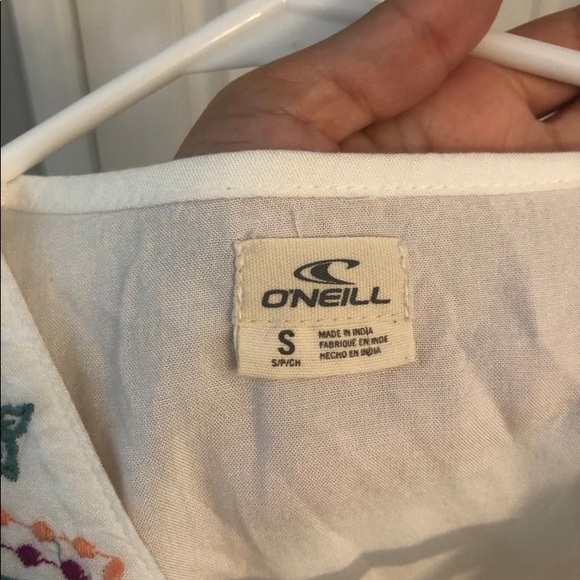 O'NEILL
S
S/P/CH
MADE IN INDIA
FABRIQUÉ EN INDE
HECHO EN INDIA